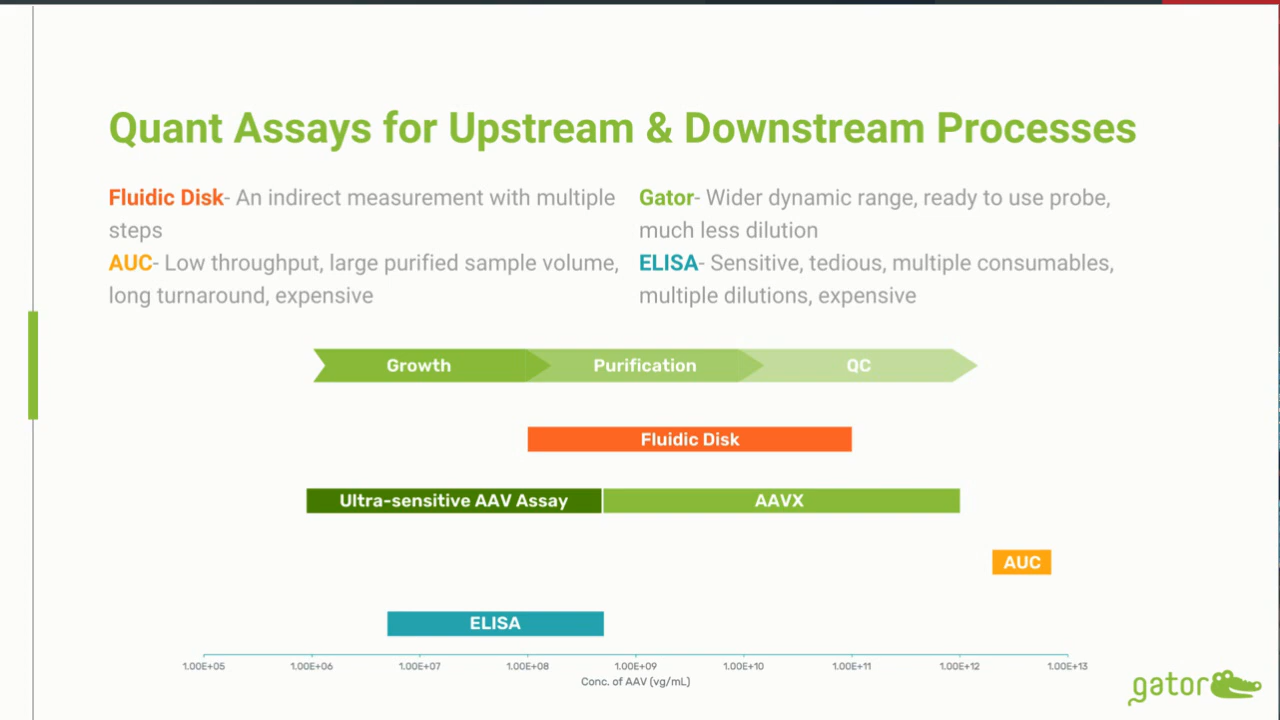 Quant Assays for Upstream & Downstream Processes
Fluidic Disk- An indirect measurement with multiple
steps
AUC- Low throughput, large purified sample volume,
long turnaround, expensive
Gator- Wider dynamic range, ready to use probe,
much less dilution
ELISA- Sensitive, tedious, multiple consumables,
multiple dilutions, expensive
Growth
Purification
QC
Fluidic Disk
Ultra-sensitive AAV Assay
AAVX
AUC
ELISA
1.00E+05
1.00E+06
1.00E+07
1.00E+08
1.00E+09
1.00E+10
1.00E+11
1.00E+12
1.00E+13
Conc. of AAV (vg/mL)
gator